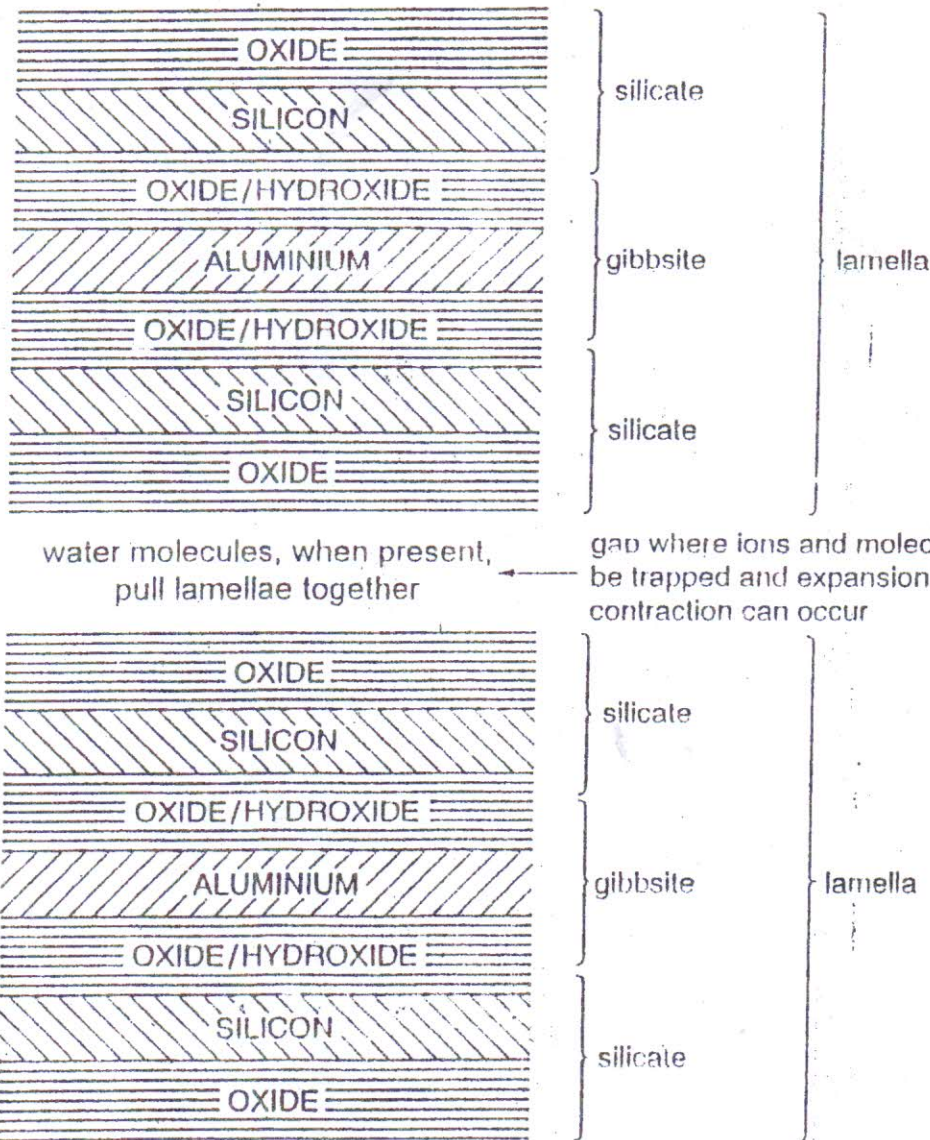 OXIDE
silicate
SILICON
OXIDE/HYDROXIDE
ALUMINIUM
gibbsite
lamella
OXIDE/HYDROXIDE
SILICON
silicate
OXIDE
water molecules, when present,
pull lamellae together
gap where ions and molec
be trapped and expansion
contraction can occur
OXIDE
silicate
SILICON
OXIDE/HYDROXIDE
ALUMINIUM
gibbsite
lamella
OXIDE/HYDROXIDE
SILICON
silicate
OXIDE